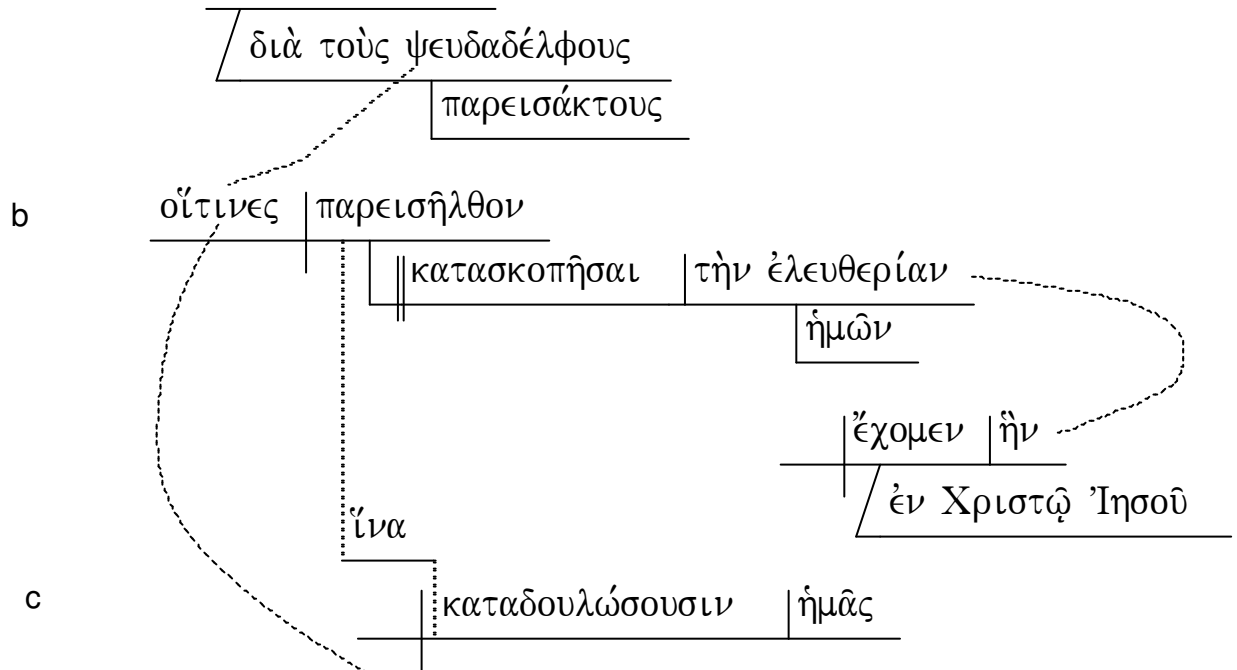 διὰ τοὺς ψευδαδέλφους
παρεισάκτους
b οἵτινες παρεισῆλθον
κατασκοπῆσαι τὴν ἐλευθερίαν
ἡμῶν
ἔχομεν ἣν
ἐν Χριστῷ Ἰησοῦ
ἵνα
c καταδουλώσουσιν ἡμᾶς